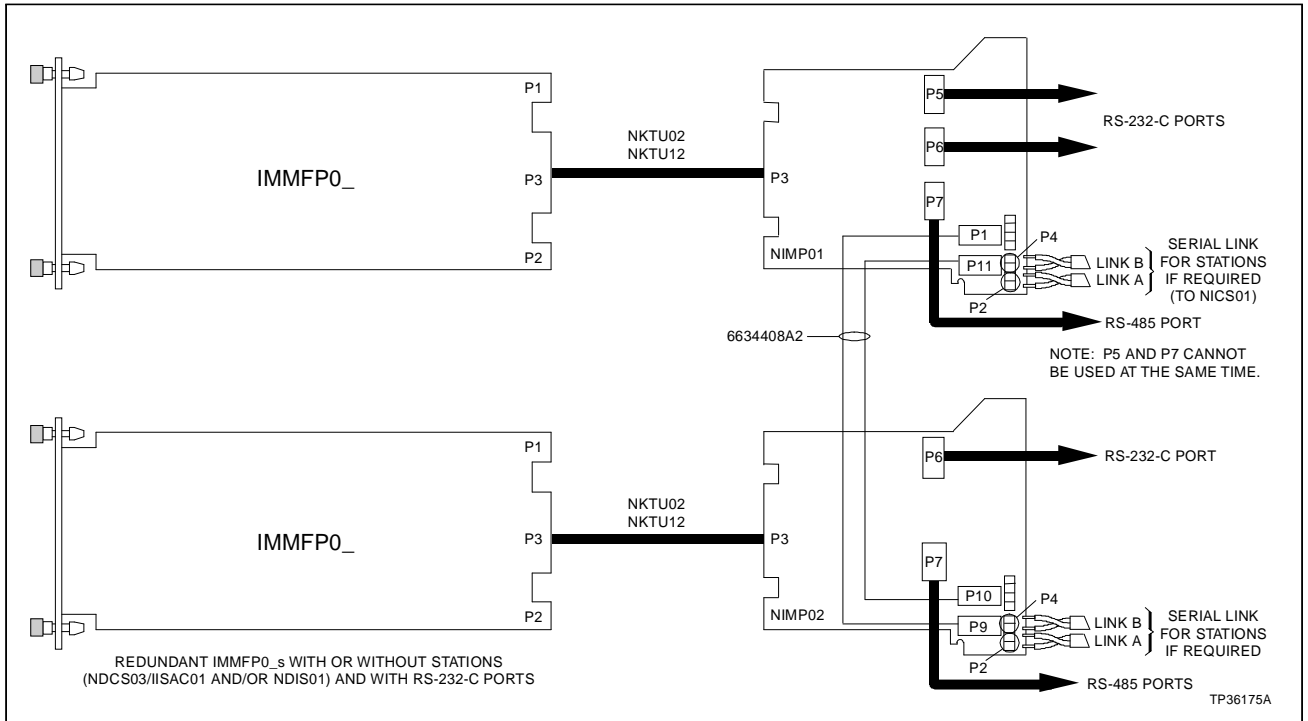 IMMFP0_
P1
P3
P2
NKTU02
NKTU12
P3
NIMP01
P5
P6
P7
P1
P11
P4
P2
RS-232-C PORTS
LINK B
LINK A
SERIAL LINK
FOR STATIONS
IF REQUIRED
(TO NICS01)
RS-485 PORT
6634408A2
NOTE: P5 AND P7 CANNOT
BE USED AT THE SAME TIME.
IMMFP0_
P1
P3
P2
NKTU02
NKTU12
P3
NIMP02
P6
P7
P10
P9
P4
P2
RS-232-C PORT
LINK B
LINK A
SERIAL LINK
FOR STATIONS
IF REQUIRED
RS-485 PORTS
REDUNDANT IMMFP0_s WITH OR WITHOUT STATIONS
(NDCS03/IISAC01 AND/OR NDIS01) AND WITH RS-232-C PORTS
TP36175A